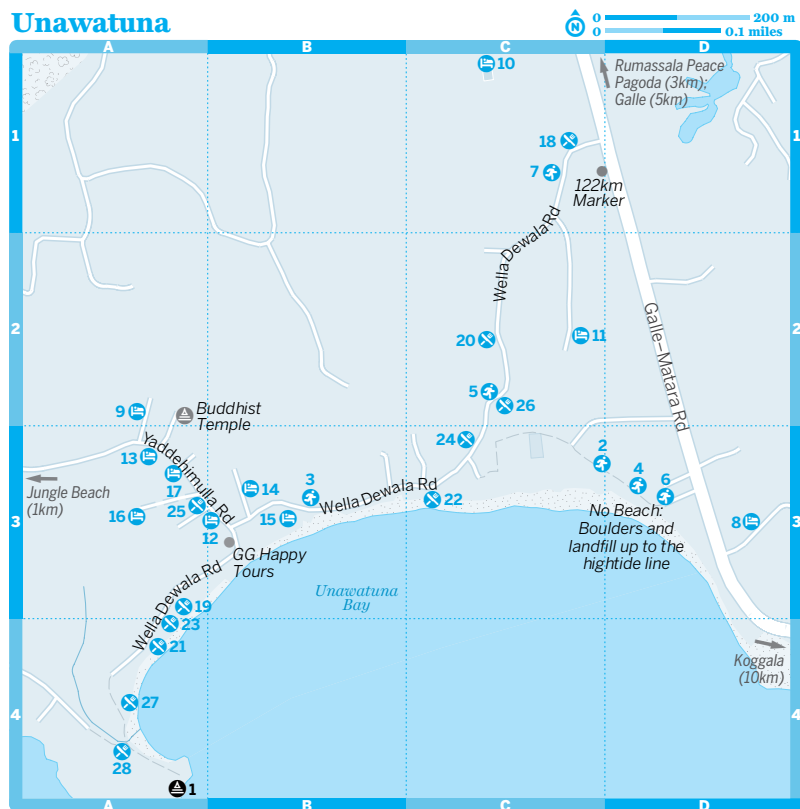 Unawatuna
N
0 200 m
0 0.1 miles
A B C D
10
Rumassala Peace
Pagoda (3km);
Galle (5km)
1 1
18
7
122km
Marker
Wella Dewala Rd
2 2
20
11
Galle–Matara Rd
5
26
9
Buddhist
Temple
24
Yaddehimulla Rd
13
2
17
4
6
Jungle Beach
(1km)
14
3
Wella Dewala Rd
22
16
25
15
12
8
3 3
No Beach:
Boulders and
landfill up to the
hightide line
GG Happy
Tours
Wella Dewala Rd
Unawatuna
Bay
19
23
21
Koggala
(10km)
27
4 4
28
1
A B C D